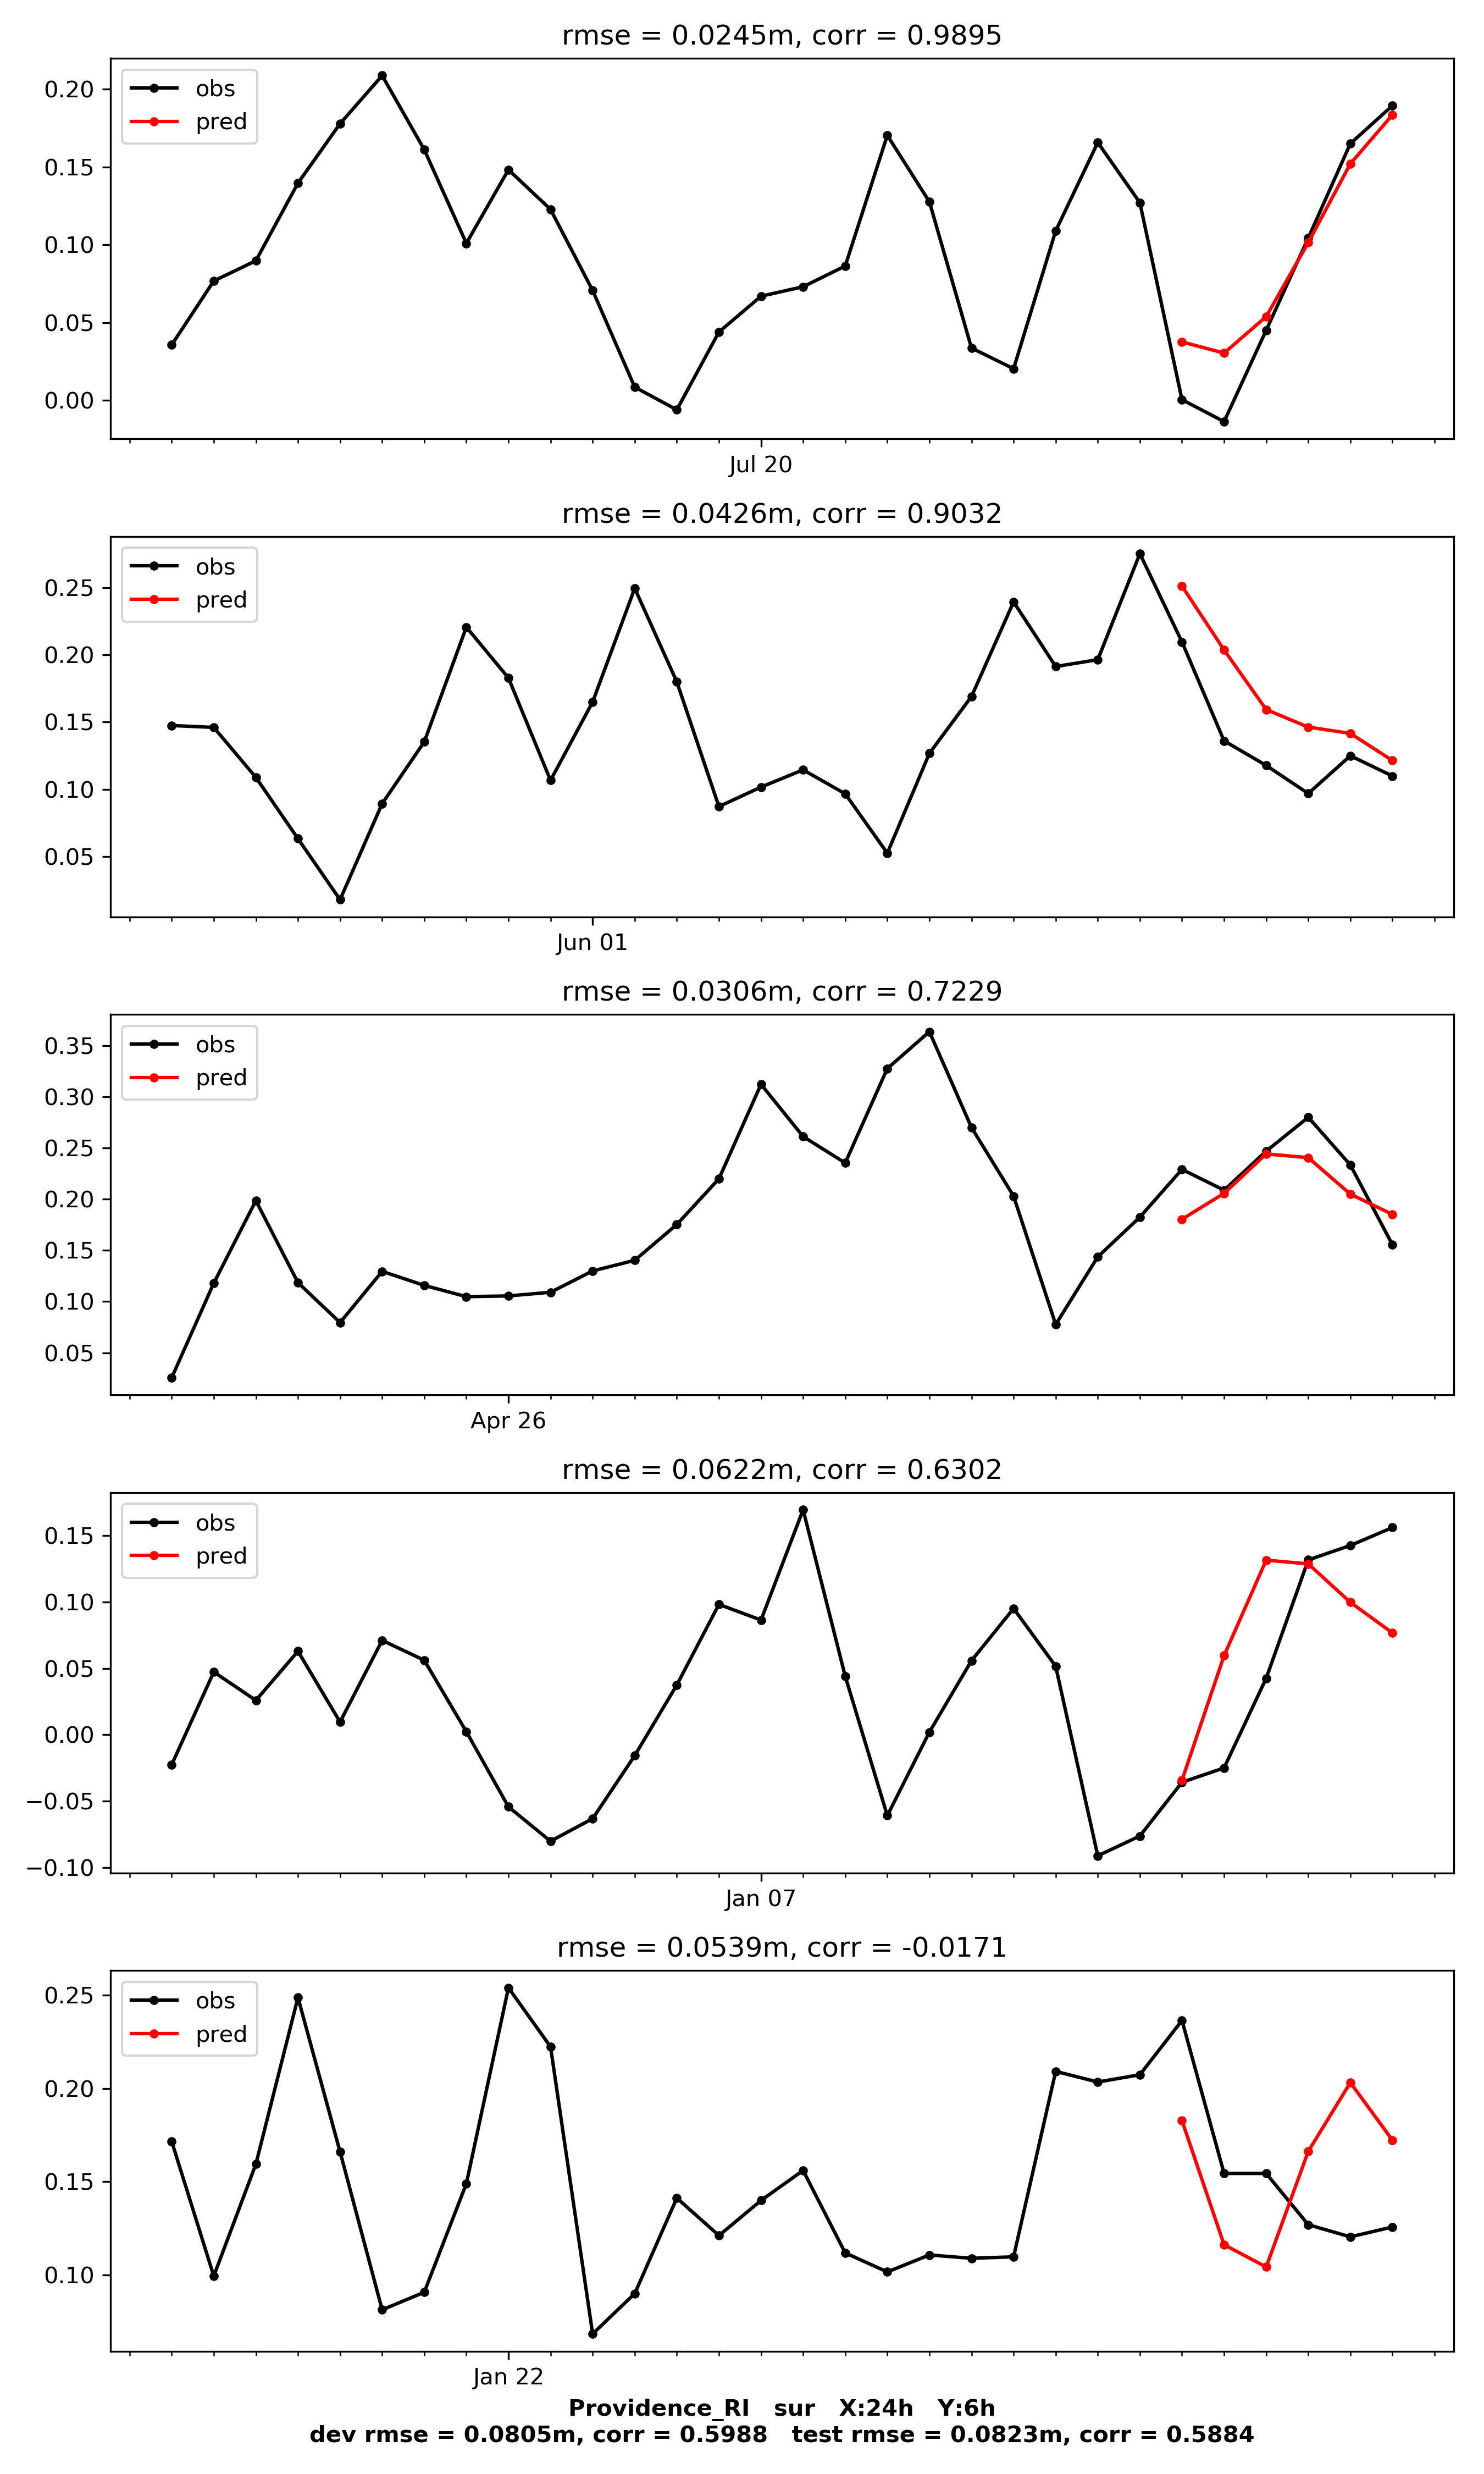 rmse = 0.0245m, corr = 0.9895
obs
pred
0.20
0.15
0.10
0.05
0.00
Jul 20
rmse = 0.0426m, corr = 0.9032
obs
pred
0.25
0.20
0.15
0.10
0.05
Jun 01
rmse = 0.0306m, corr = 0.7229
obs
pred
0.35
0.30
0.25
0.20
0.15
0.10
0.05
Apr 26
rmse = 0.0622m, corr = 0.6302
obs
pred
0.15
0.10
0.05
0.00
−0.05
−0.10
Jan 07
rmse = 0.0539m, corr = -0.0171
obs
pred
0.25
0.20
0.15
0.10
Jan 22
Providence_RI sur X:24h Y:6h
dev rmse = 0.0805m, corr = 0.5988 test rmse = 0.0823m, corr = 0.5884